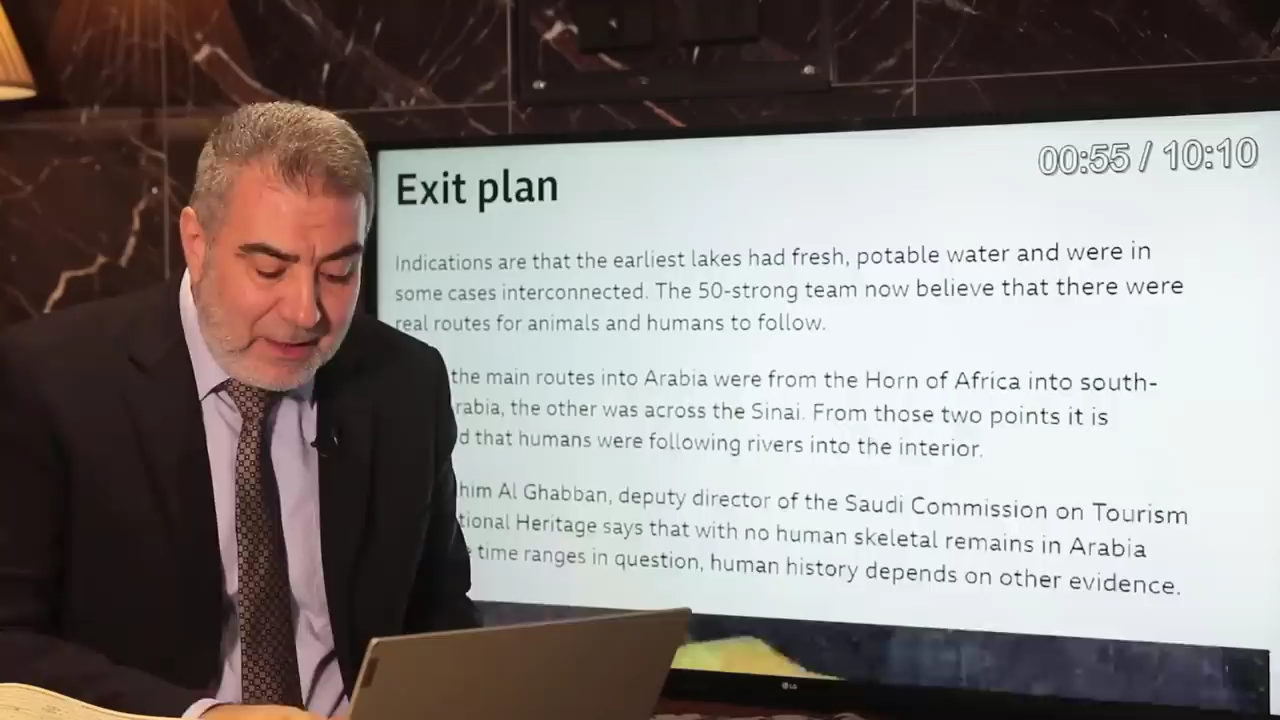 00:55 / 10:10
Exit plan
Indications are that the earliest lakes had fresh, potable water and were in
some cases interconnected. The 50-strong team now believe that there were
real routes for animals and humans to follow.
the main routes into Arabia were from the Horn of Africa into south-
rabia, the other was across the Sinai. From those two points it is
d that humans were following rivers into the interior.
him Al Ghabban, deputy director of the Saudi Commission on Tourism
tional Heritage says that with no human skeletal remains in Arabia
time ranges in question, human history depends on other evidence.
LG